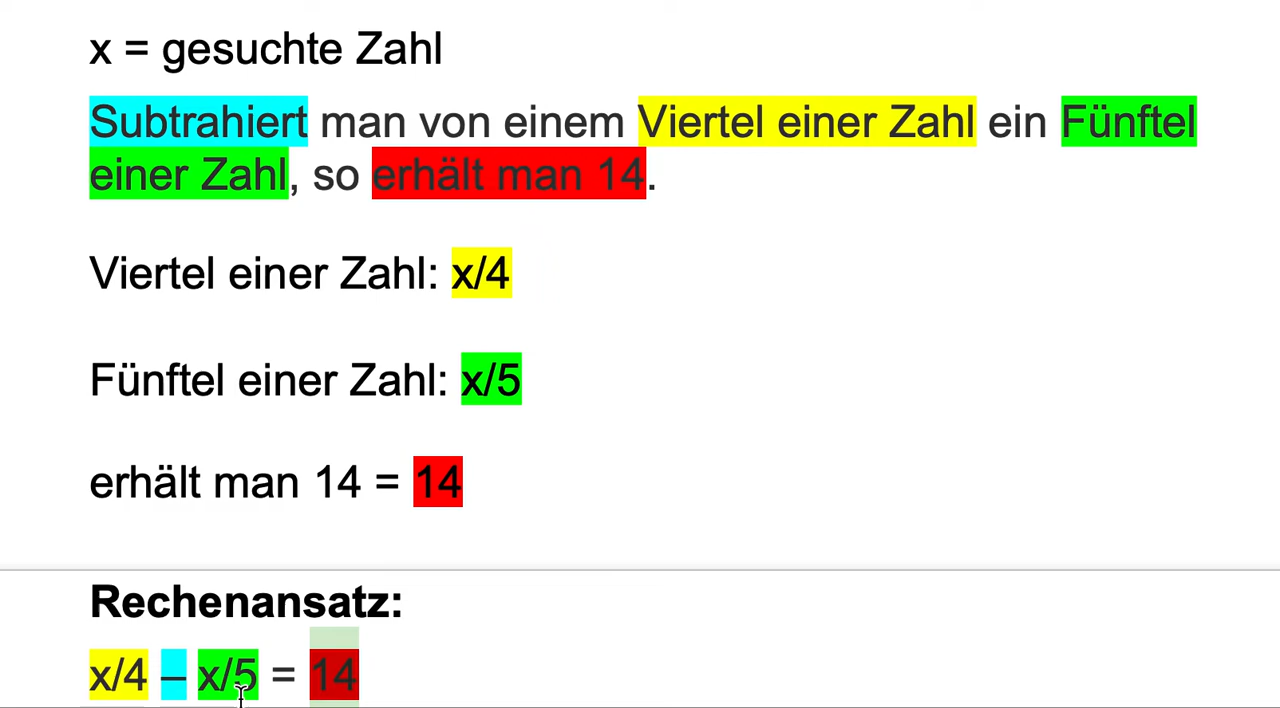 x = gesuchte Zahl
Subtrahiert man von einem Viertel einer Zahl ein Fünftel
einer Zahl, so erhält man 14.
Viertel einer Zahl: x/4
Fünftel einer Zahl: x/5
erhält man 14 = 14
Rechenansatz:
x/4 – x/5 = 14